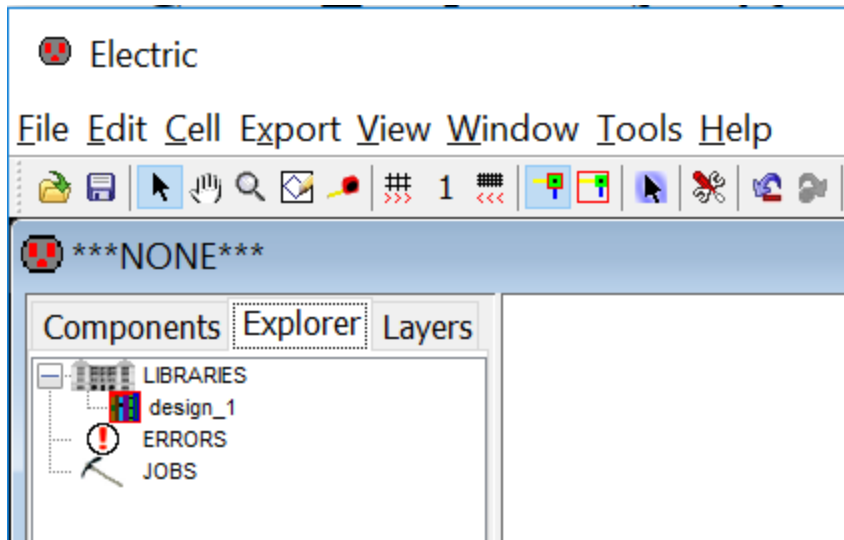 Electric
File Edit Cell Export View Window Tools Help
1
***NONE***
Components Explorer Layers
LIBRARIES
design_1
ERRORS
JOBS